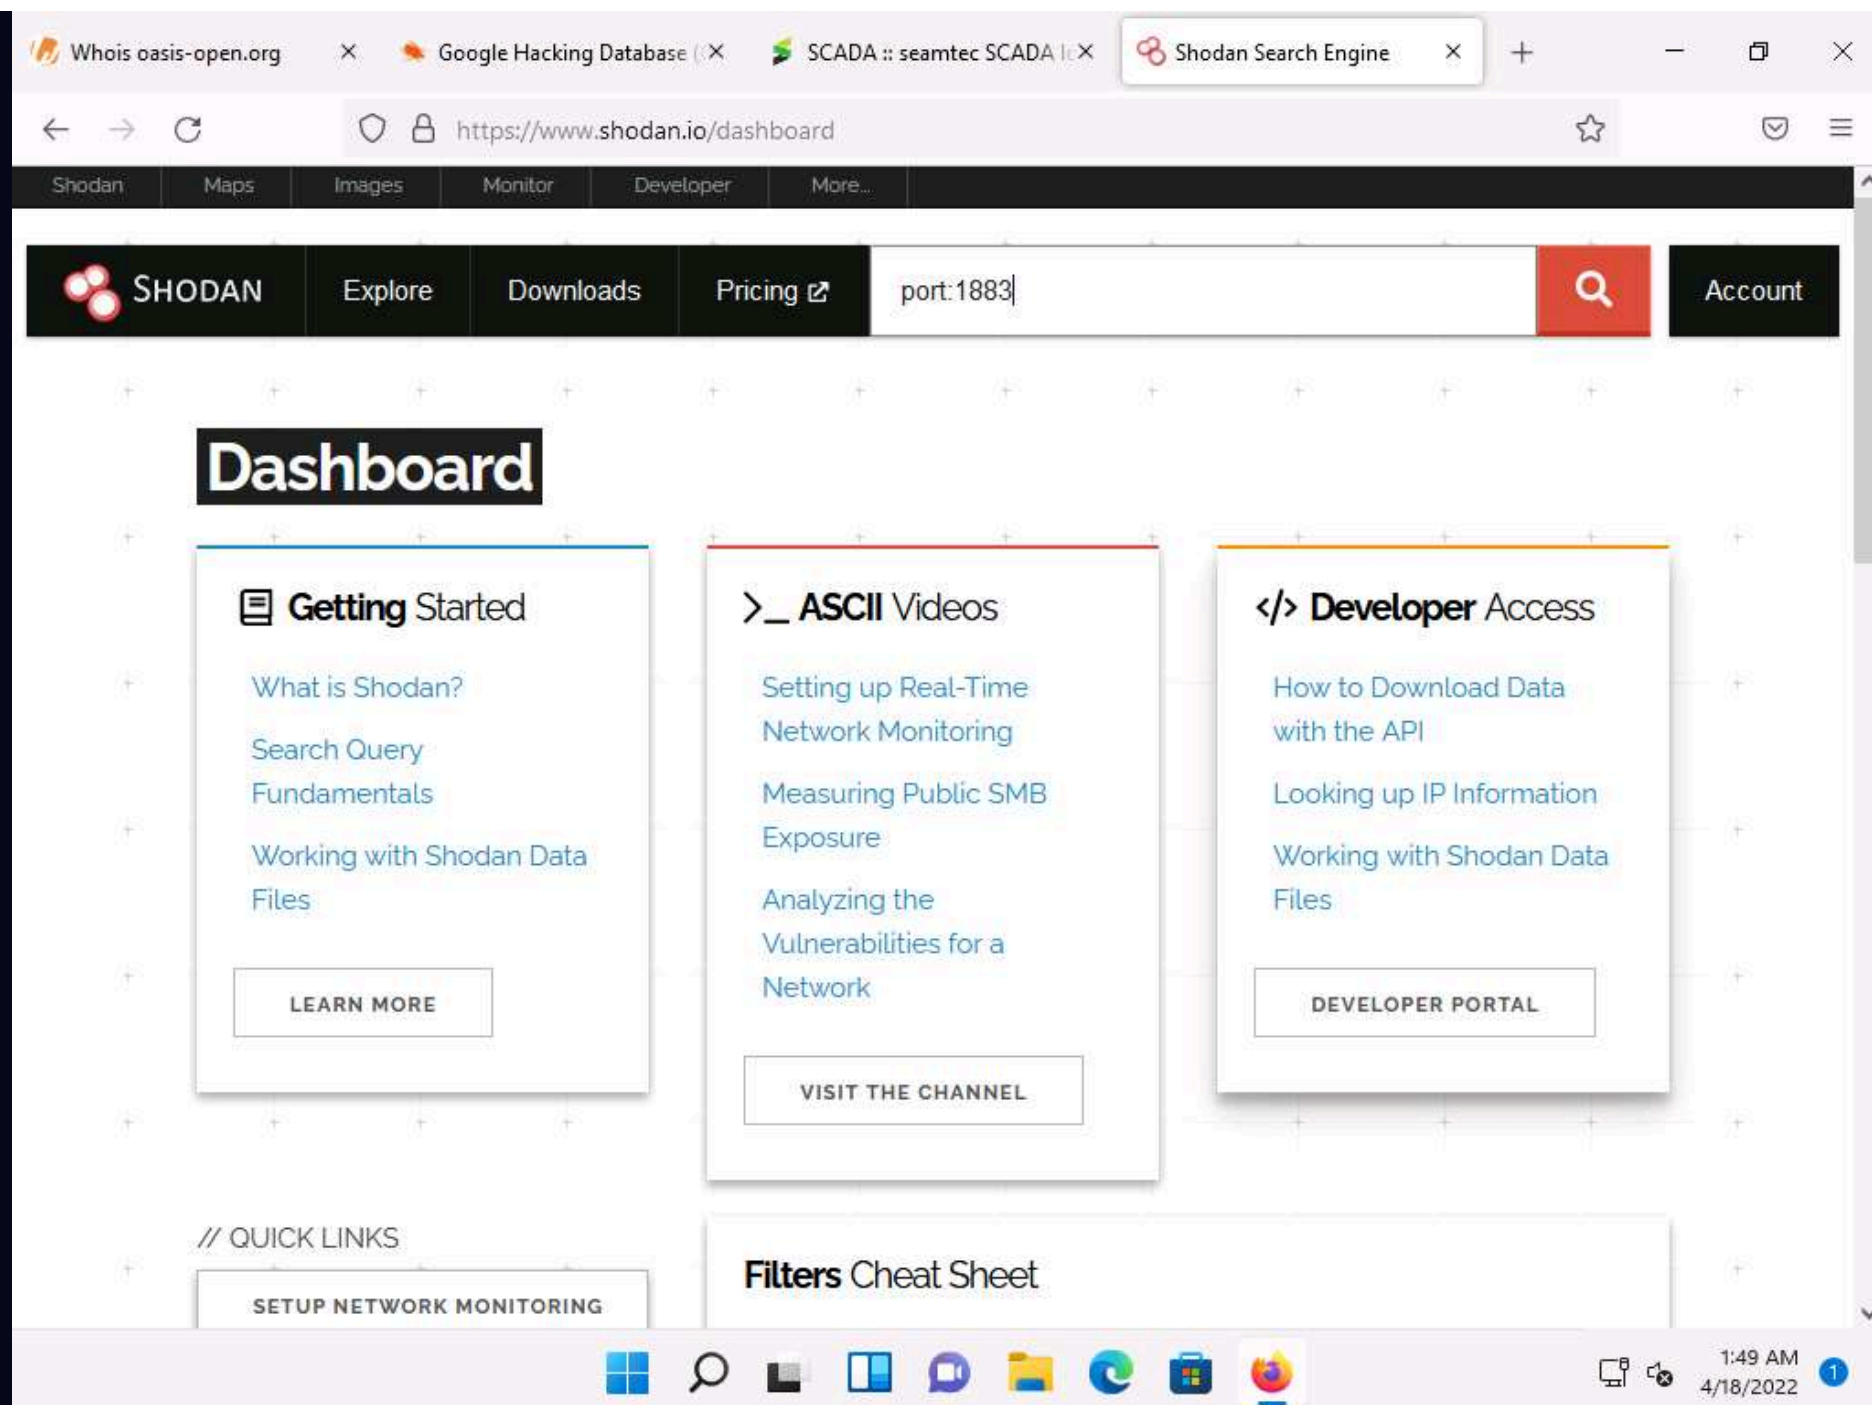 Whois oasis-open.org
Google Hacking Database (
SCADA :: seamtec SCADA
Shodan Search Engine
https://www.shodan.io/dashboard
Shodan Maps Images Monitor Developer More...
SHODAN Explore Downloads Pricing port:1883 Account
Dashboard
Getting Started
What is Shodan?
Search Query
Fundamentals
Working with Shodan Data
Files
LEARN MORE
>_ ASCII Videos
Setting up Real-Time
Network Monitoring
Measuring Public SMB
Exposure
Analyzing the
Vulnerabilities for a
Network
VISIT THE CHANNEL
</> Developer Access
How to Download Data
with the API
Looking up IP Information
Working with Shodan Data
Files
DEVELOPER PORTAL
// QUICK LINKS
SETUP NETWORK MONITORING
Filters Cheat Sheet
1:49 AM
4/18/2022
1